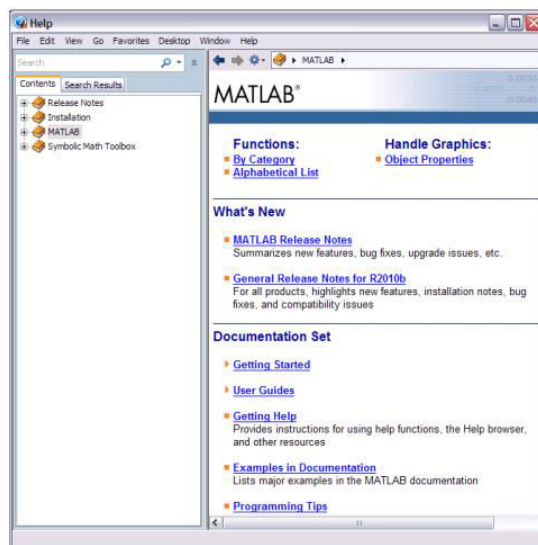 Help
File Edit View Go Favorites Desktop Window Help
Search
MATLAB
Contents Search Results
Release Notes
Installation
MATLAB
Symbolic Math Toolbox
MATLAB®
Functions: Handle Graphics:
By Category Object Properties
Alphabetical List
What's New
MATLAB Release Notes
Summarizes new features, bug fixes, upgrade issues, etc.
General Release Notes for R2010b
For all products, highlights new features, installation notes, bug
fixes, and compatibility issues
Documentation Set
Getting Started
User Guides
Getting Help
Provides instructions for using help functions, the Help browser,
and other resources
Examples in Documentation
Lists major examples in the MATLAB documentation
Programming Tips